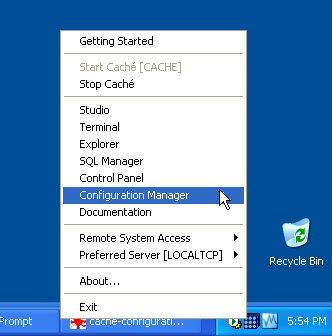 Getting Started
Start Caché [CACHE]
Stop Caché
Studio
Terminal
Explorer
SQL Manager
Control Panel
Configuration Manager
Documentation
Remote System Access
Preferred Server [LOCALTCP]
About...
Exit
Recycle Bin
Prompt
cache-configurati...
5:54 PM